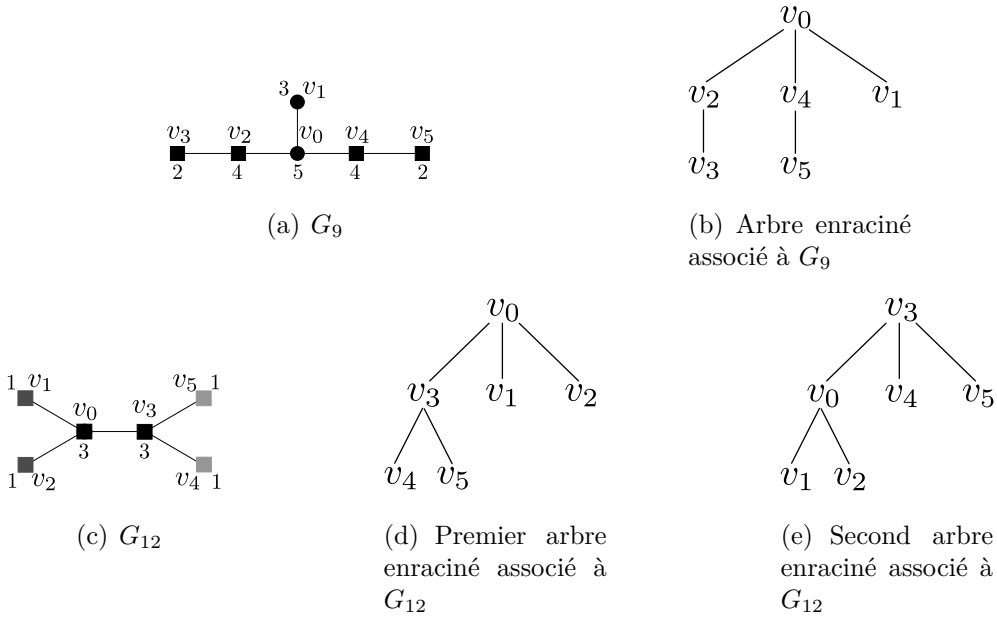 v0
3 v1
v3 v2 v0 v4 v5
2 4 5 4 2
v2 v4 v1
v3 v5
(a) G9
(b) Arbre enraciné
associé à G9
v0
v3
1 v1
v0 v3
v5 1
3 3
1 v2
v4 1
v3 v1 v2
v0 v4 v5
v4 v5
v1 v2
(c) G12
(d) Premier arbre
enraciné associé à
G12
(e) Second arbre
enraciné associé à
G12